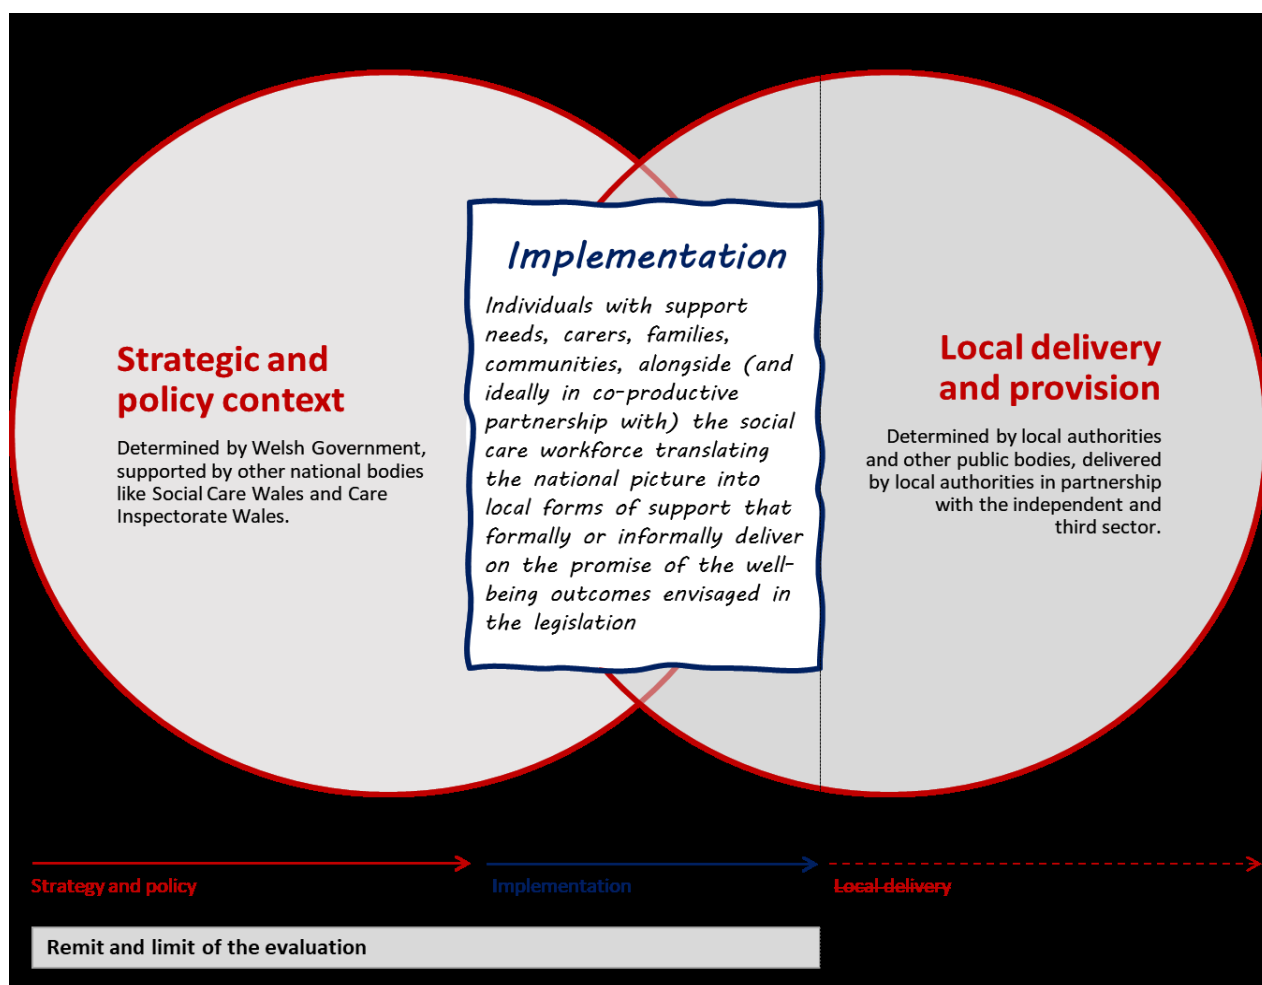 Strategic and
policy context
Determined by Welsh Government,
supported by other national bodies
like Social Care Wales and Care
Inspectorate Wales.
Implementation
Individuals with support
needs, carers, families,
communities, alongside (and
ideally in co-productive
partnership with) the social
care workforce translating
the national picture into
local forms of support that
formally or informally deliver
on the promise of the well-
being outcomes envisaged in
the legislation
Local delivery
and provision
Determined by local authorities
and other public bodies, delivered
by local authorities in partnership
with the independent and
third sector.
Strategy and policy
Implementation
Local delivery
Remit and limit of the evaluation